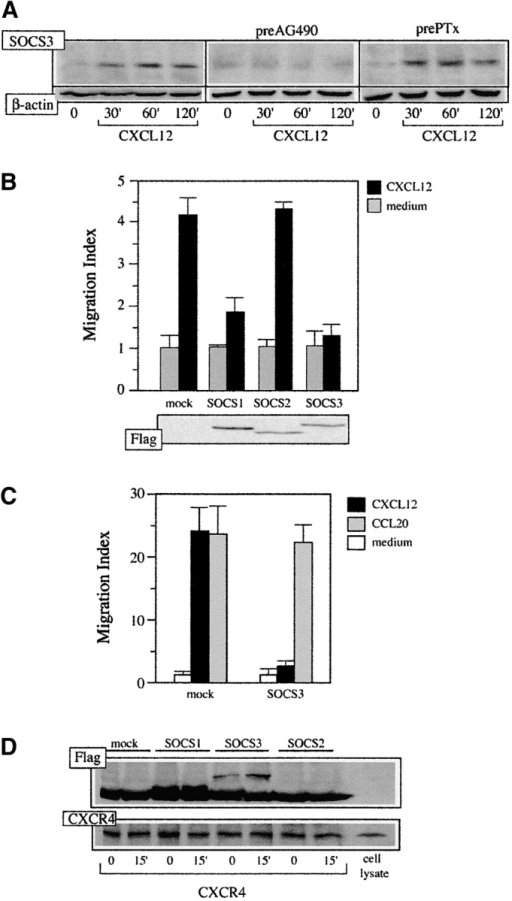 A
preAG490 prePTx
SOCS3
β-actin
0 30' 60' 120' 0 30' 60' 120' 0 30' 60' 120'
CXCL12 CXCL12 CXCL12
B
5
4
3
2
1
0
Migration Index
CXCL12
medium
mock SOCS1 SOCS2 SOCS3
Flag
C
30
20
10
0
Migration Index
CXCL12
CCL20
medium
mock SOCS3
D
mock SOCS1 SOCS3 SOCS2
Flag
CXCR4
0 15' 0 15' 0 15' 0 15' cell
lysate
CXCR4